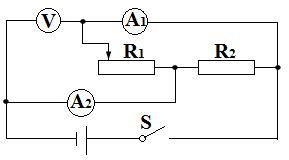 V A₁
R₁ R₂
A₂
S